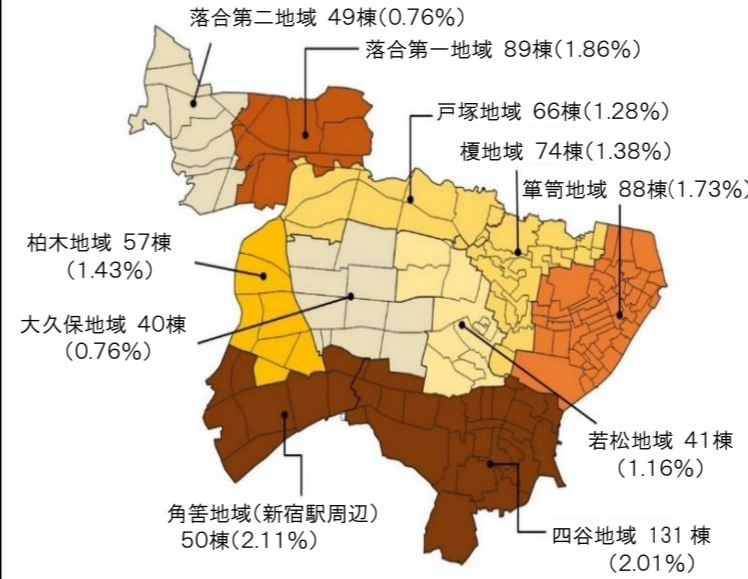 落合第二地域 49棟(0.76%)
落合第一地域 89棟(1.86%)
戸塚地域 66棟(1.28%)
榎地域 74棟(1.38%)
箪笥地域 88棟(1.73%)
柏木地域 57棟
(1.43%)
大久保地域 40棟
(0.76%)
若松地域 41棟
(1.16%)
角筈地域(新宿駅周辺)
50棟(2.11%)
四谷地域 131 棟
(2.01%)